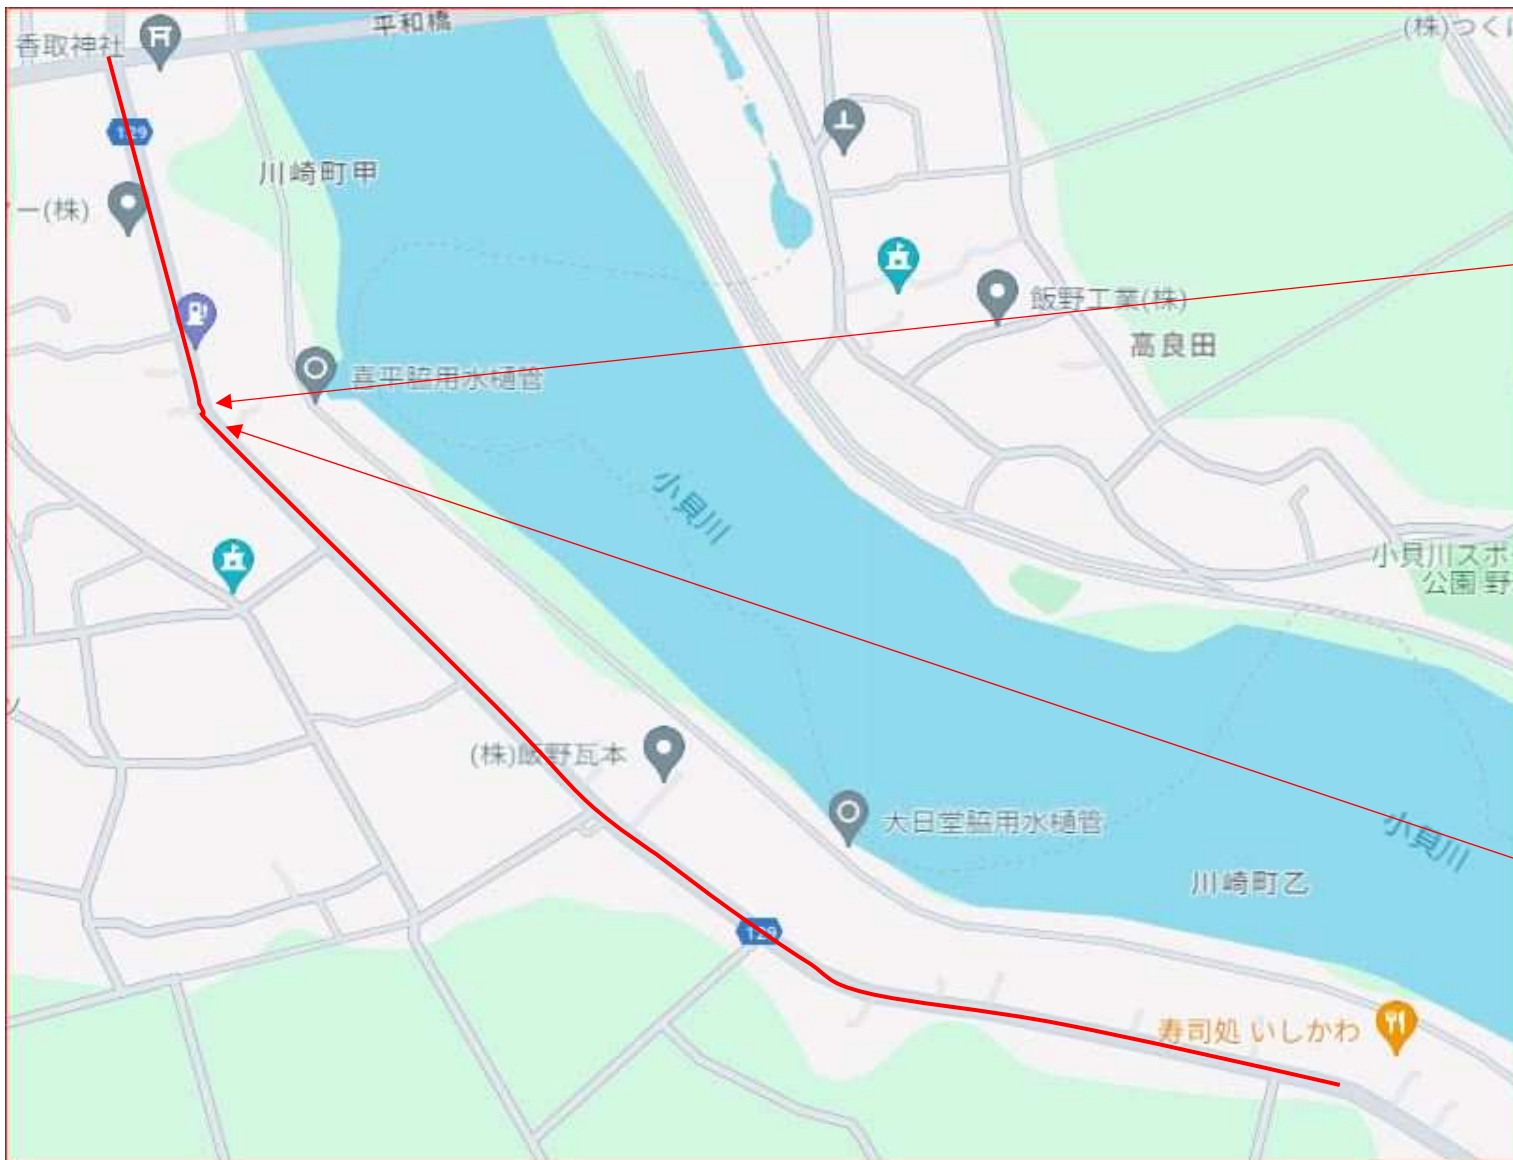 平和橋
(株)つくば
香取神社
129
川崎町甲
ー(株)
飯野工業(株)
高良田
喜平脇用水樋管
小貝川
小貝川スポ
公園 野
(株)飯野瓦本
大日堂脇用水樋管
小貝川
川崎町乙
129
寿司処 いしかわ